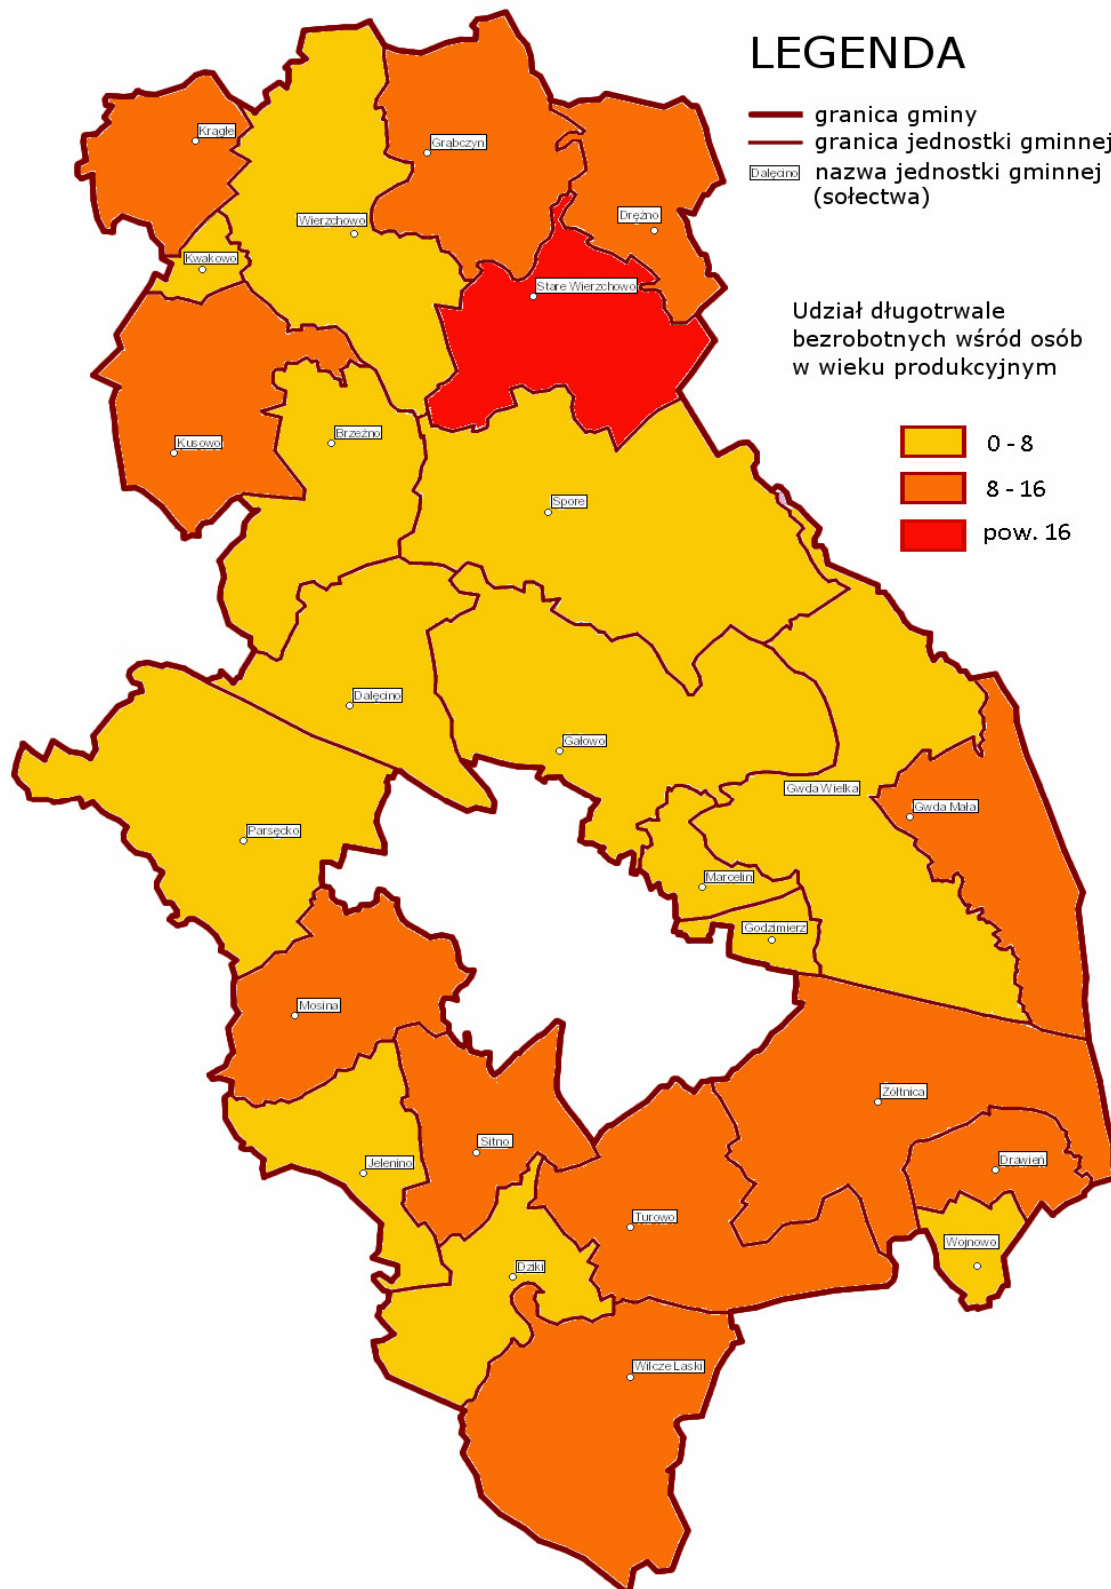 LEGENDA
granica gminy
granica jednostki gminnej
Dalęcino
nazwa jednostki gminnej
(sołectwa)
Udział długotrwale
bezrobotnych wśród osób
w wieku produkcyjnym
0 - 8
8 - 16
pow. 16
Krągłe
Grąbczyn
Wierzchowo
Drężno
Kwakowo
Stare Wierzchowo
Kusowo
Brzeźno
Spore
Dalęcino
Gałowo
Gwda Wielka
Gwda Mała
Parsęcko
Marcelin
Godzimierz
Mosina
Żółtnica
Sitno
Jelenino
Drawień
Turowo
Wojnowo
Dziki
Wilcze Laski